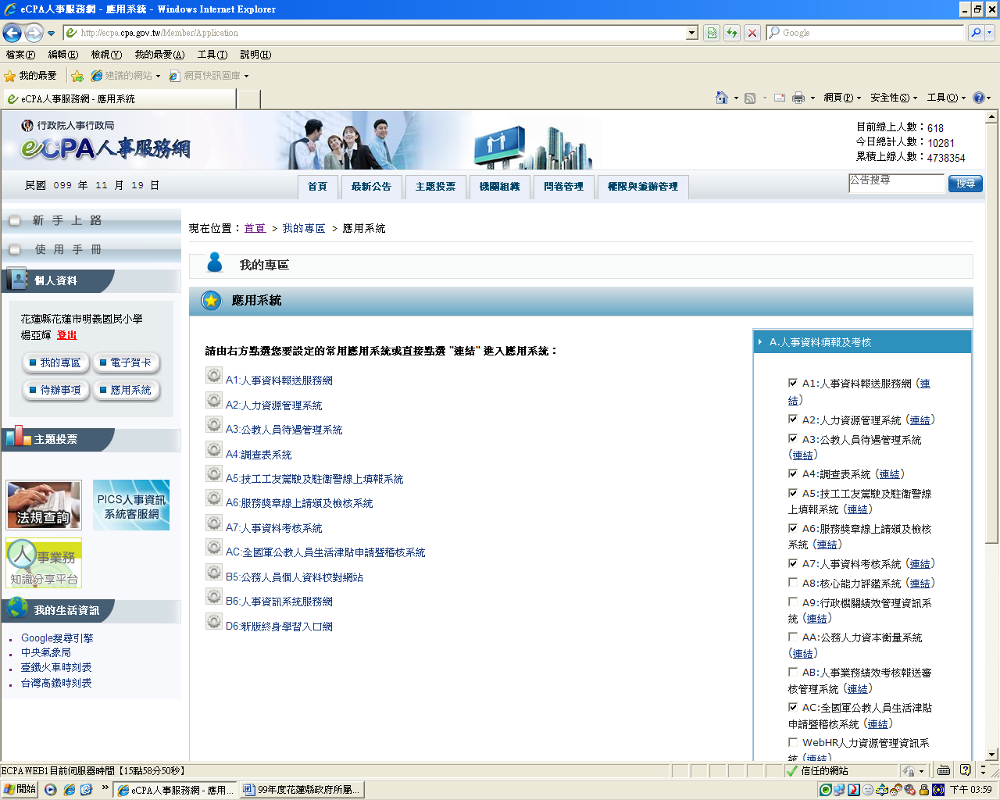 eCPA人事服務網 - 應用系統 - Windows Internet Explorer
http://ecpa.cpa.gov.tw/Member/Application
Google
檔案(F) 編輯(E) 檢視(V) 我的最愛(A) 工具(T) 說明(H)
我的最愛 建議的網站 網頁快訊圖庫
eCPA人事服務網 - 應用系統
網頁(P) 安全性(S) 工具(O)
行政院人事行政局
eCPA人事服務網
目前線上人數：618
今日總計人數：10281
累積上線人數：4738354
民國 099 年 11 月 19 日
首頁 最新公告 主題投票 機關組織 問卷管理 權限與兼辦管理
公告搜尋 搜尋
新手上路
使用手冊
個人資料
花蓮縣花蓮市明義國民小學
楊亞輝 登出
我的專區 電子賀卡
待辦事項 應用系統
主題投票
法規查詢
PICS人事資訊
系統客服網
人事業務
知識分享平台
我的生活資訊
Google搜尋引擎
中央氣象局
臺鐵火車時刻表
台灣高鐵時刻表
現在位置：首頁 > 我的專區 > 應用系統
我的專區
應用系統
請由右方點選您要設定的常用應用系統或直接點選 "連結" 進入應用系統：
A1:人事資料報送服務網
A2:人力資源管理系統
A3:公教人員待遇管理系統
A4:調查表系統
A5:技工工友駕駛及駐衛警線上填報系統
A6:服務獎章線上請頒及檢核系統
A7:人事資料考核系統
AC:全國軍公教人員生活津貼申請暨稽核系統
B5:公務人員個人資料校對網站
B6:人事資訊系統服務網
D6:新版終身學習入口網
A.人事資料填報及考核
A1:人事資料報送服務網 (連
結)
A2:人力資源管理系統 (連結)
A3:公教人員待遇管理系統
(連結)
A4:調查表系統 (連結)
A5:技工工友駕駛及駐衛警線
上填報系統 (連結)
A6:服務獎章線上請頒及檢核
系統 (連結)
A7:人事資料考核系統 (連結)
A8:核心能力評鑑系統 (連結)
A9:行政機關績效管理資訊系
統 (連結)
AA:公務人力資本衡量系統
(連結)
AB:人事業務績效考核報送審
核管理系統 (連結)
AC:全國軍公教人員生活津貼
申請暨稽核系統 (連結)
WebHR人力資源管理資訊系
統 (連結)
ECPAWEB1目前伺服器時間【15點58分50秒】
信任的網站
開始 eCPA人事服務網 - 應用... 99年度花蓮縣政府所屬... 下午 03:59